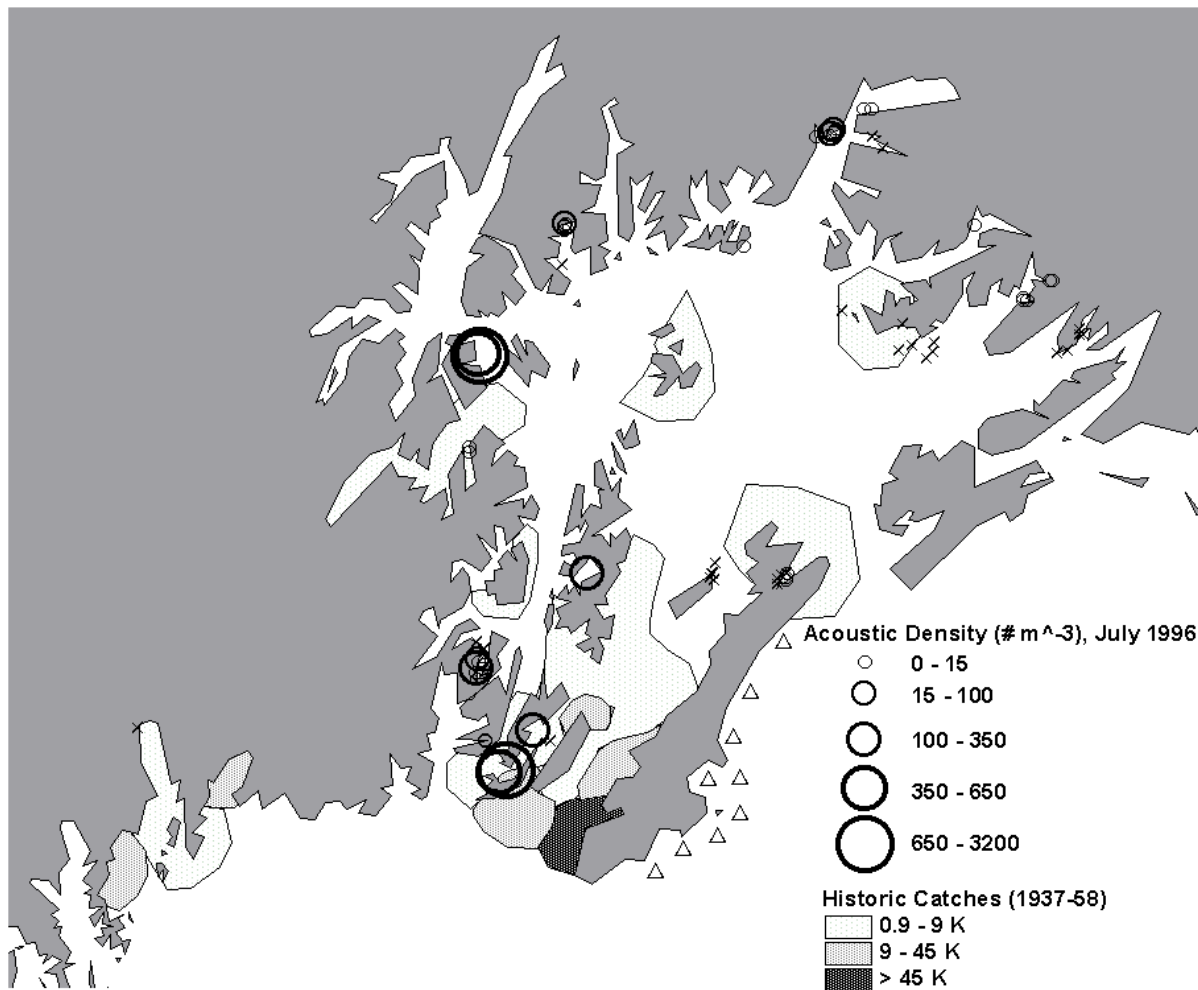 Acoustic Density (# m^-3), July 1996
0 - 15
15 - 100
100 - 350
350 - 650
650 - 3200
Historic Catches (1937-58)
0.9 - 9 K
9 - 45 K
> 45 K